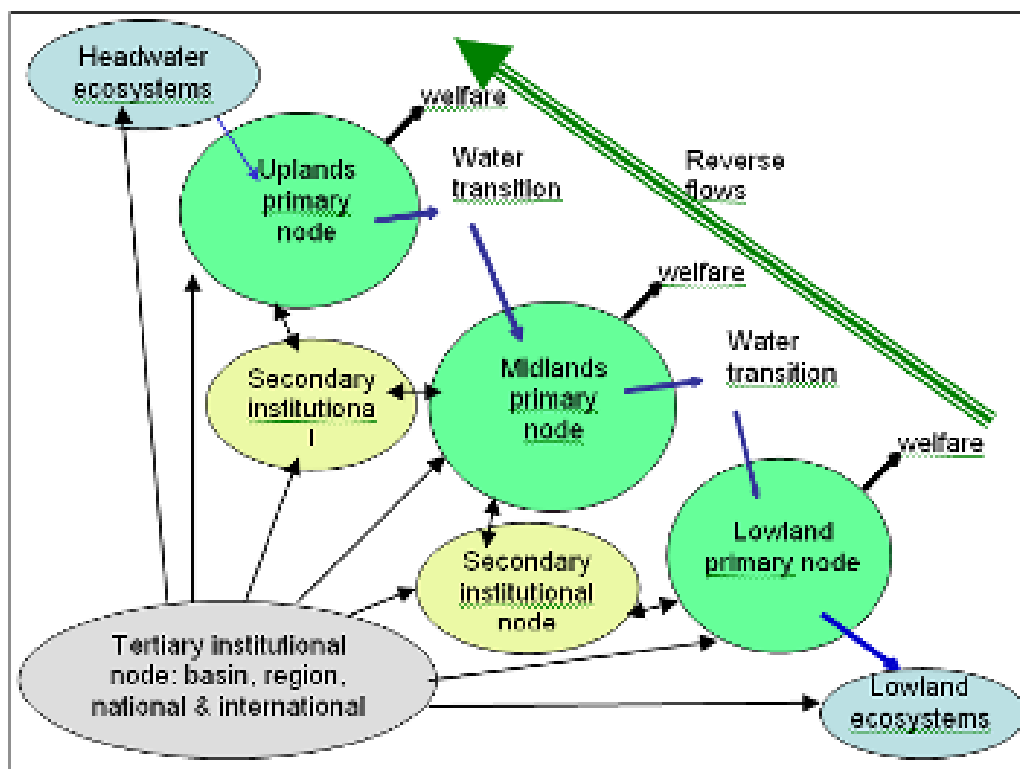 Headwater
ecosystems
welfare
Uplands
primary
node
Water
transition
Reverse
flows
welfare
Secondary
institutiona
l
Midlands
primary
node
Water
transition
welfare
Lowland
primary node
Secondary
institutional
node
Tertiary institutional
node: basin, region,
national & international
Lowland
ecosystems